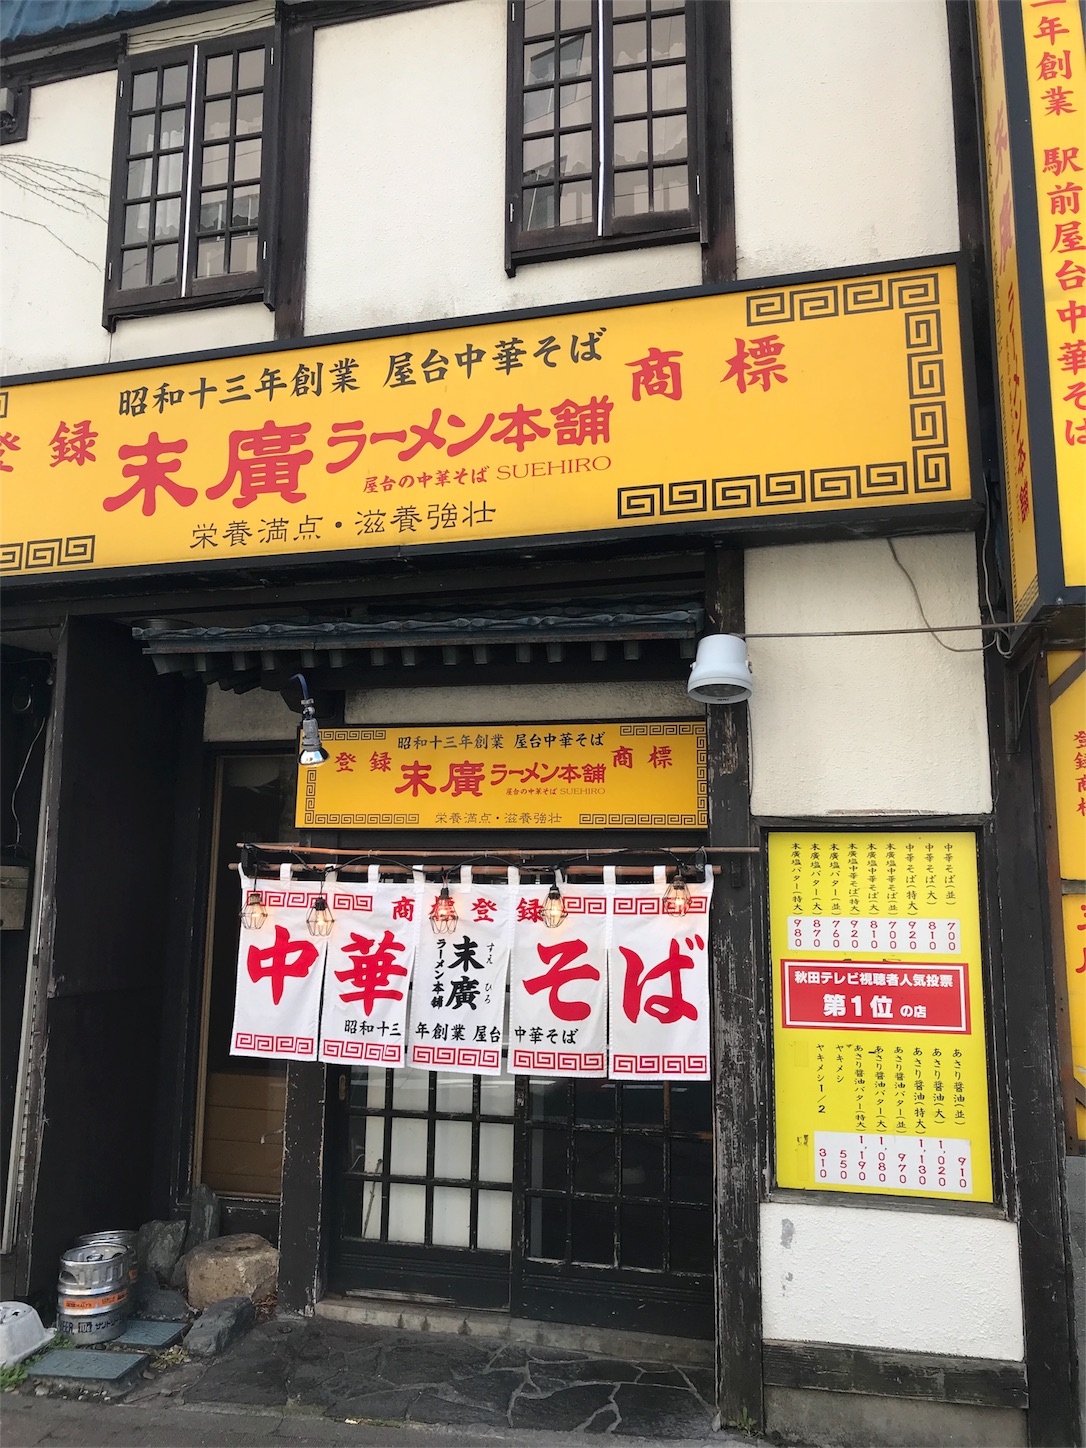 昭和十三年創業 屋台中華そば
登録
末廣ラーメン本舗
商標
屋台の中華そば SUEHIRO
栄養満点・滋養強壮
年創業 駅前屋台中華そば
昭和十三年創業 屋台中華そば
登録
末廣ラーメン本舗
商標
屋台の中華そば SUEHIRO
栄養満点・滋養強壮
商標登録
中華そば
末廣
すえひろ
ラーメン本舗
昭和十三年創業 屋台中華そば
中華そば(並) 700
中華そば(大) 810
中華そば(特大) 920
末廣塩中華そば(並) 700
末廣塩中華そば(大) 810
末廣塩中華そば(特大) 920
末廣塩バター(並) 760
末廣塩バター(大) 870
末廣塩バター(特大) 980
秋田テレビ視聴者人気投票
第1位の店
あさり醤油(並) 910
あさり醤油(大) 1,020
あさり醤油(特大) 1,130
あさり醤油バター(並) 970
あさり醤油バター(大) 1,080
あさり醤油バター(特大) 1,190
ヤキメシ 550
ヤキメシ1/2 310
登録商標
サントリー